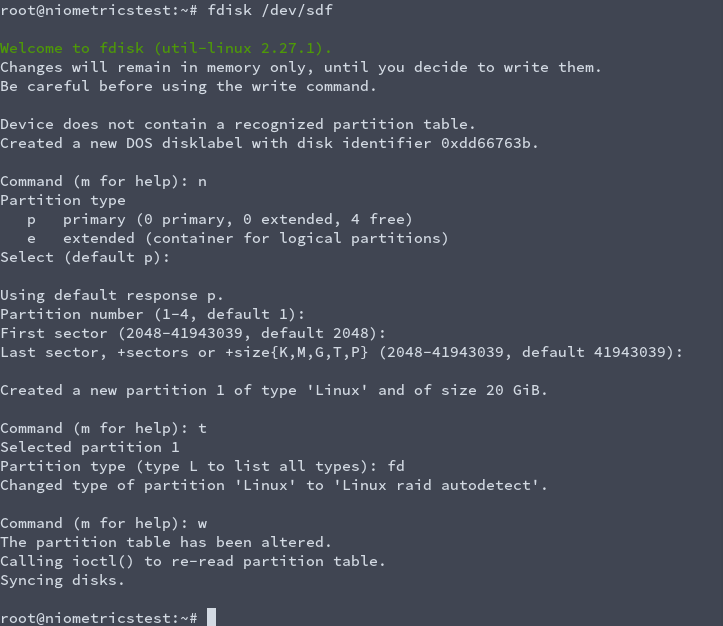 root@niometricstest:~# fdisk /dev/sdf
Welcome to fdisk (util-linux 2.27.1).
Changes will remain in memory only, until you decide to write them.
Be careful before using the write command.
Device does not contain a recognized partition table.
Created a new DOS disklabel with disk identifier 0xdd66763b.
Command (m for help): n
Partition type
p   primary (0 primary, 0 extended, 4 free)
e   extended (container for logical partitions)
Select (default p):
Using default response p.
Partition number (1-4, default 1):
First sector (2048-41943039, default 2048):
Last sector, +sectors or +size{K,M,G,T,P} (2048-41943039, default 41943039):
Created a new partition 1 of type 'Linux' and of size 20 GiB.
Command (m for help): t
Selected partition 1
Partition type (type L to list all types): fd
Changed type of partition 'Linux' to 'Linux raid autodetect'.
Command (m for help): w
The partition table has been altered.
Calling ioctl() to re-read partition table.
Syncing disks.
root@niometricstest:~#